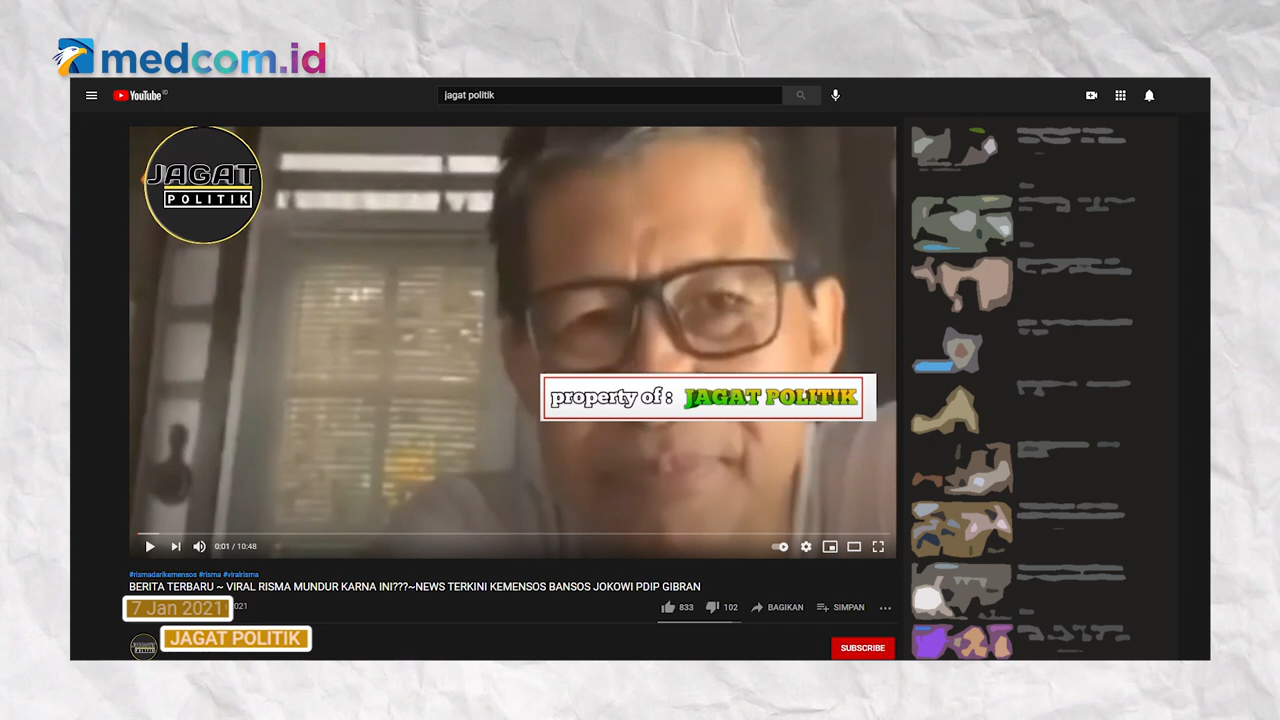 medcom.id
YouTube ID
jagat politik
JAGAT
POLITIK
property of : JAGAT POLITIK
0:01 / 10:48
#rismadarikemensos #risma #viralrisma
BERITA TERBARU ~ VIRAL RISMA MUNDUR KARNA INI???~NEWS TERKINI KEMENSOS BANSOS JOKOWI PDIP GIBRAN
7 Jan 2021
833 102 BAGIKAN SIMPAN
JAGAT POLITIK
SUBSCRIBE